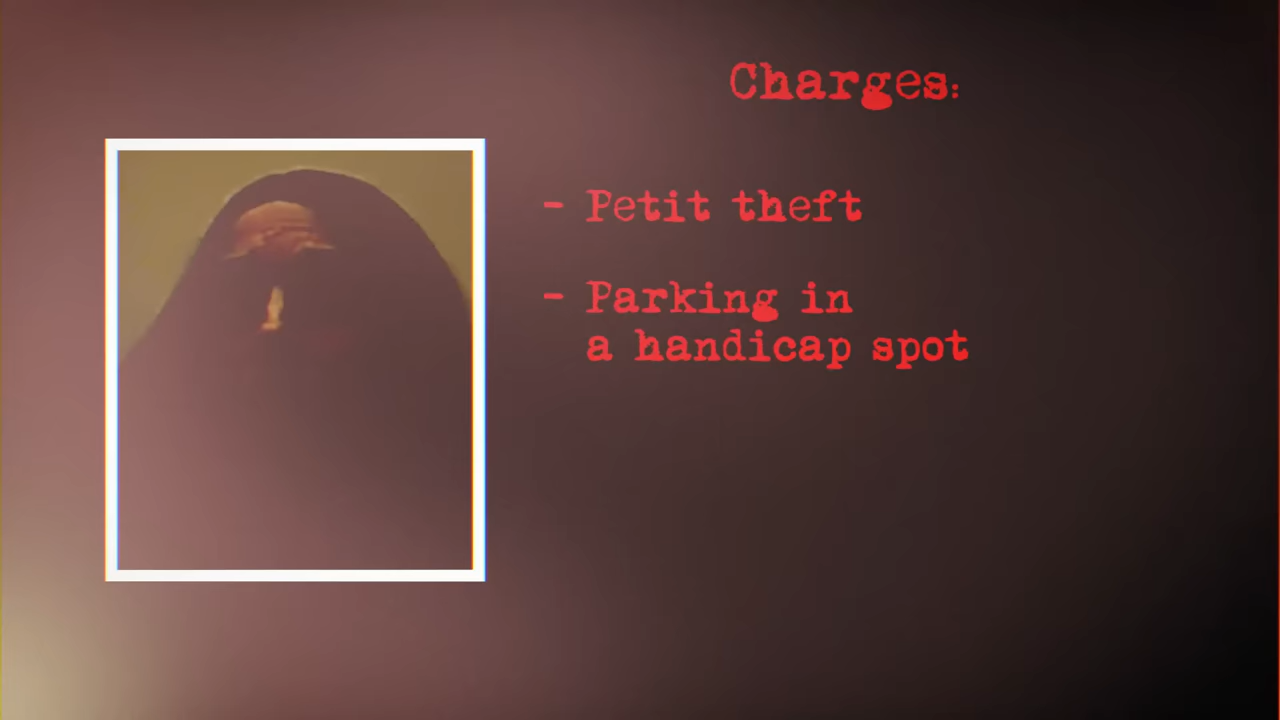 Charges:
- Petit theft
- Parking in
a handicap spot